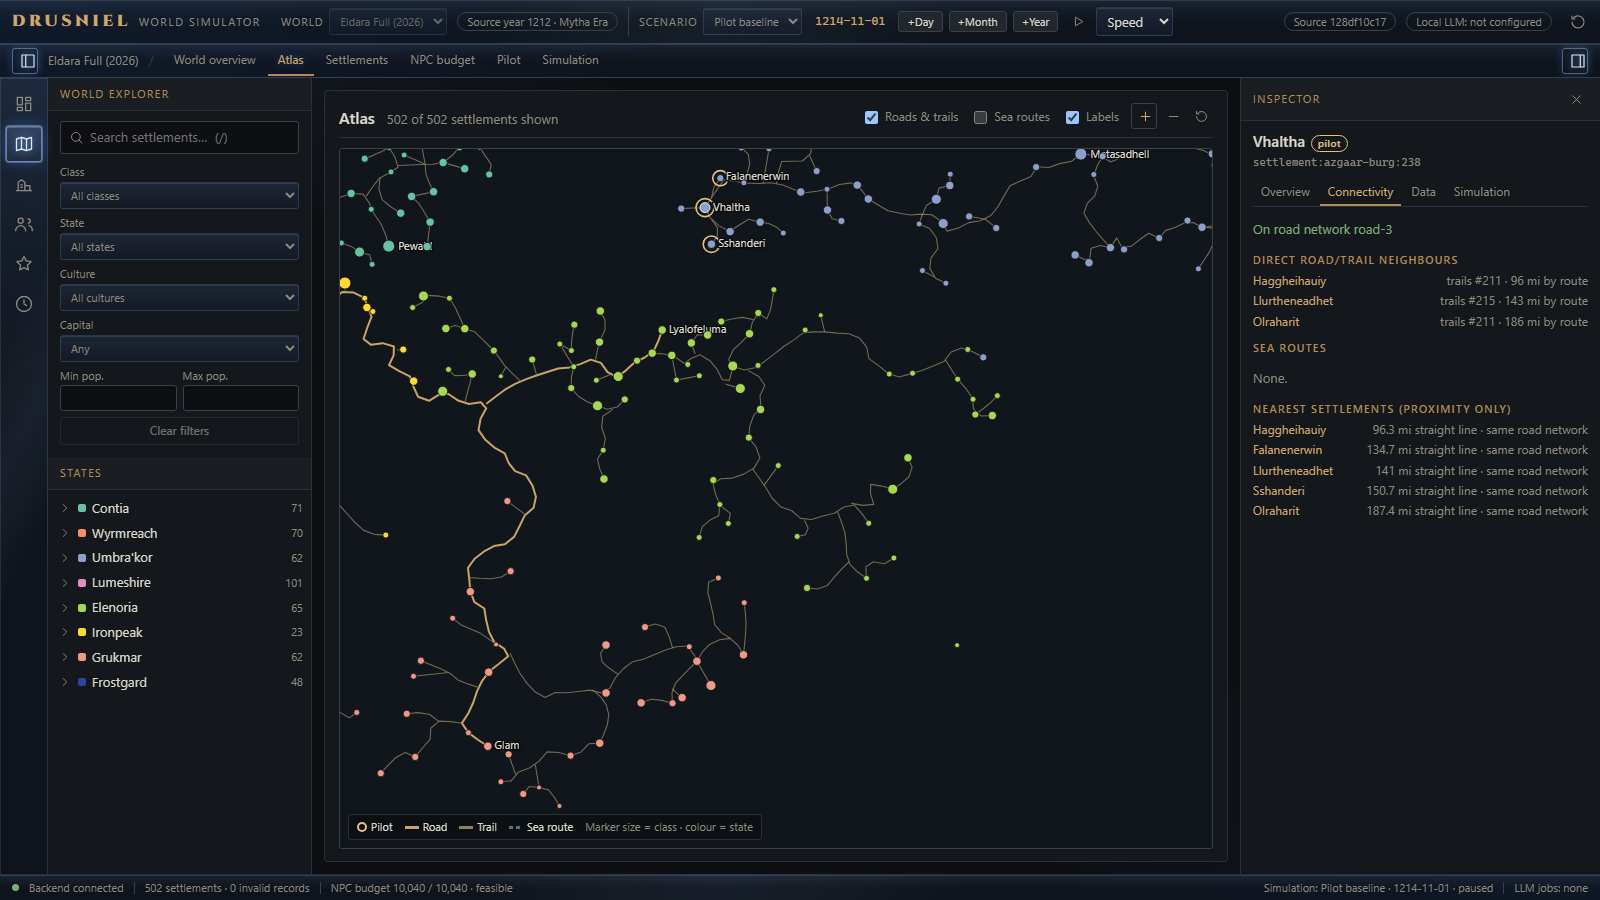 DRUSNIEL WORLD SIMULATOR WORLD Eldara Full (2026) Source year 1212 · Mytha Era SCENARIO Pilot baseline 1214-11-01 +Day +Month +Year Speed Source 128df10c17 Local LLM: not configured
Eldara Full (2026) / World overview Atlas Settlements NPC budget Pilot Simulation
WORLD EXPLORER
Search settlements... (/)
Class
All classes
State
All states
Culture
All cultures
Capital
Any
Min pop. Max pop.
Clear filters
STATES
Contia 71
Wyrmreach 70
Umbra'kor 62
Lumeshire 101
Elenoria 65
Ironpeak 23
Grukmar 62
Frostgard 48
Atlas 502 of 502 settlements shown Roads & trails Sea routes Labels
Motasadhell
Falanenerwin
Vhaltha
Sshanderi
Lyalofeluma
Glam
Pilot Road Trail Sea route Marker size = class · colour = state
INSPECTOR
Vhaltha pilot
settlement:azgaar-burg:238
Overview Connectivity Data Simulation
On road network road-3
DIRECT ROAD/TRAIL NEIGHBOURS
Haggheihauiy trails #211 · 96 mi by route
Llurtheneadhet trails #215 · 143 mi by route
Olraharit trails #211 · 186 mi by route
SEA ROUTES
None.
NEAREST SETTLEMENTS (PROXIMITY ONLY)
Haggheihauiy 96.3 mi straight line · same road network
Falanenerwin 134.7 mi straight line · same road network
Llurtheneadhet 141 mi straight line · same road network
Sshanderi 150.7 mi straight line · same road network
Olraharit 187.4 mi straight line · same road network
Backend connected 502 settlements · 0 invalid records NPC budget 10,040 / 10,040 · feasible Simulation: Pilot baseline · 1214-11-01 · paused LLM jobs: none